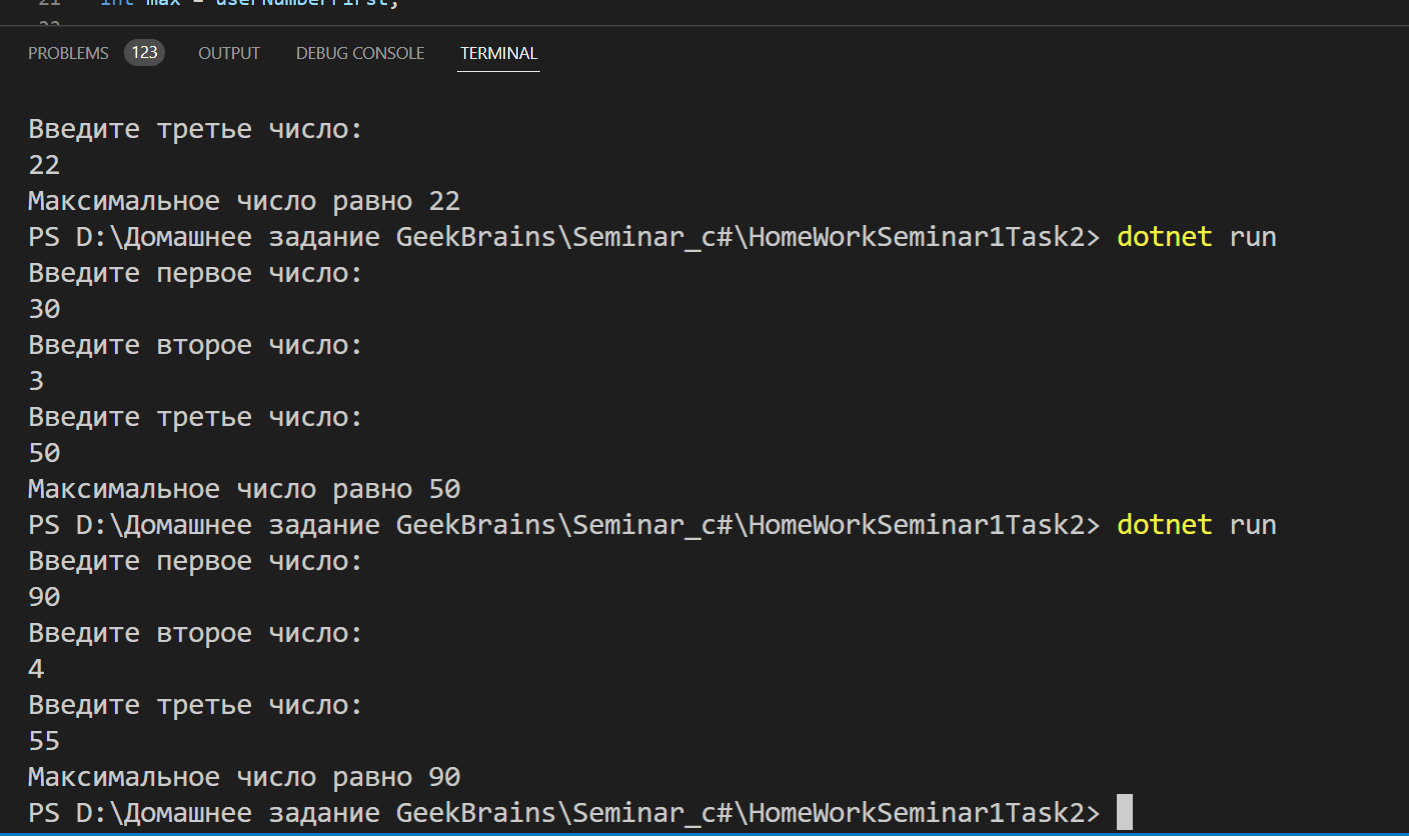 21 int max = userNumberFirst;
PROBLEMS 123 OUTPUT DEBUG CONSOLE TERMINAL
Введите третье число:
22
Максимальное число равно 22
PS D:\Домашнее задание GeekBrains\Seminar_c#\HomeWorkSeminar1Task2> dotnet run
Введите первое число:
30
Введите второе число:
3
Введите третье число:
50
Максимальное число равно 50
PS D:\Домашнее задание GeekBrains\Seminar_c#\HomeWorkSeminar1Task2> dotnet run
Введите первое число:
90
Введите второе число:
4
Введите третье число:
55
Максимальное число равно 90
PS D:\Домашнее задание GeekBrains\Seminar_c#\HomeWorkSeminar1Task2>